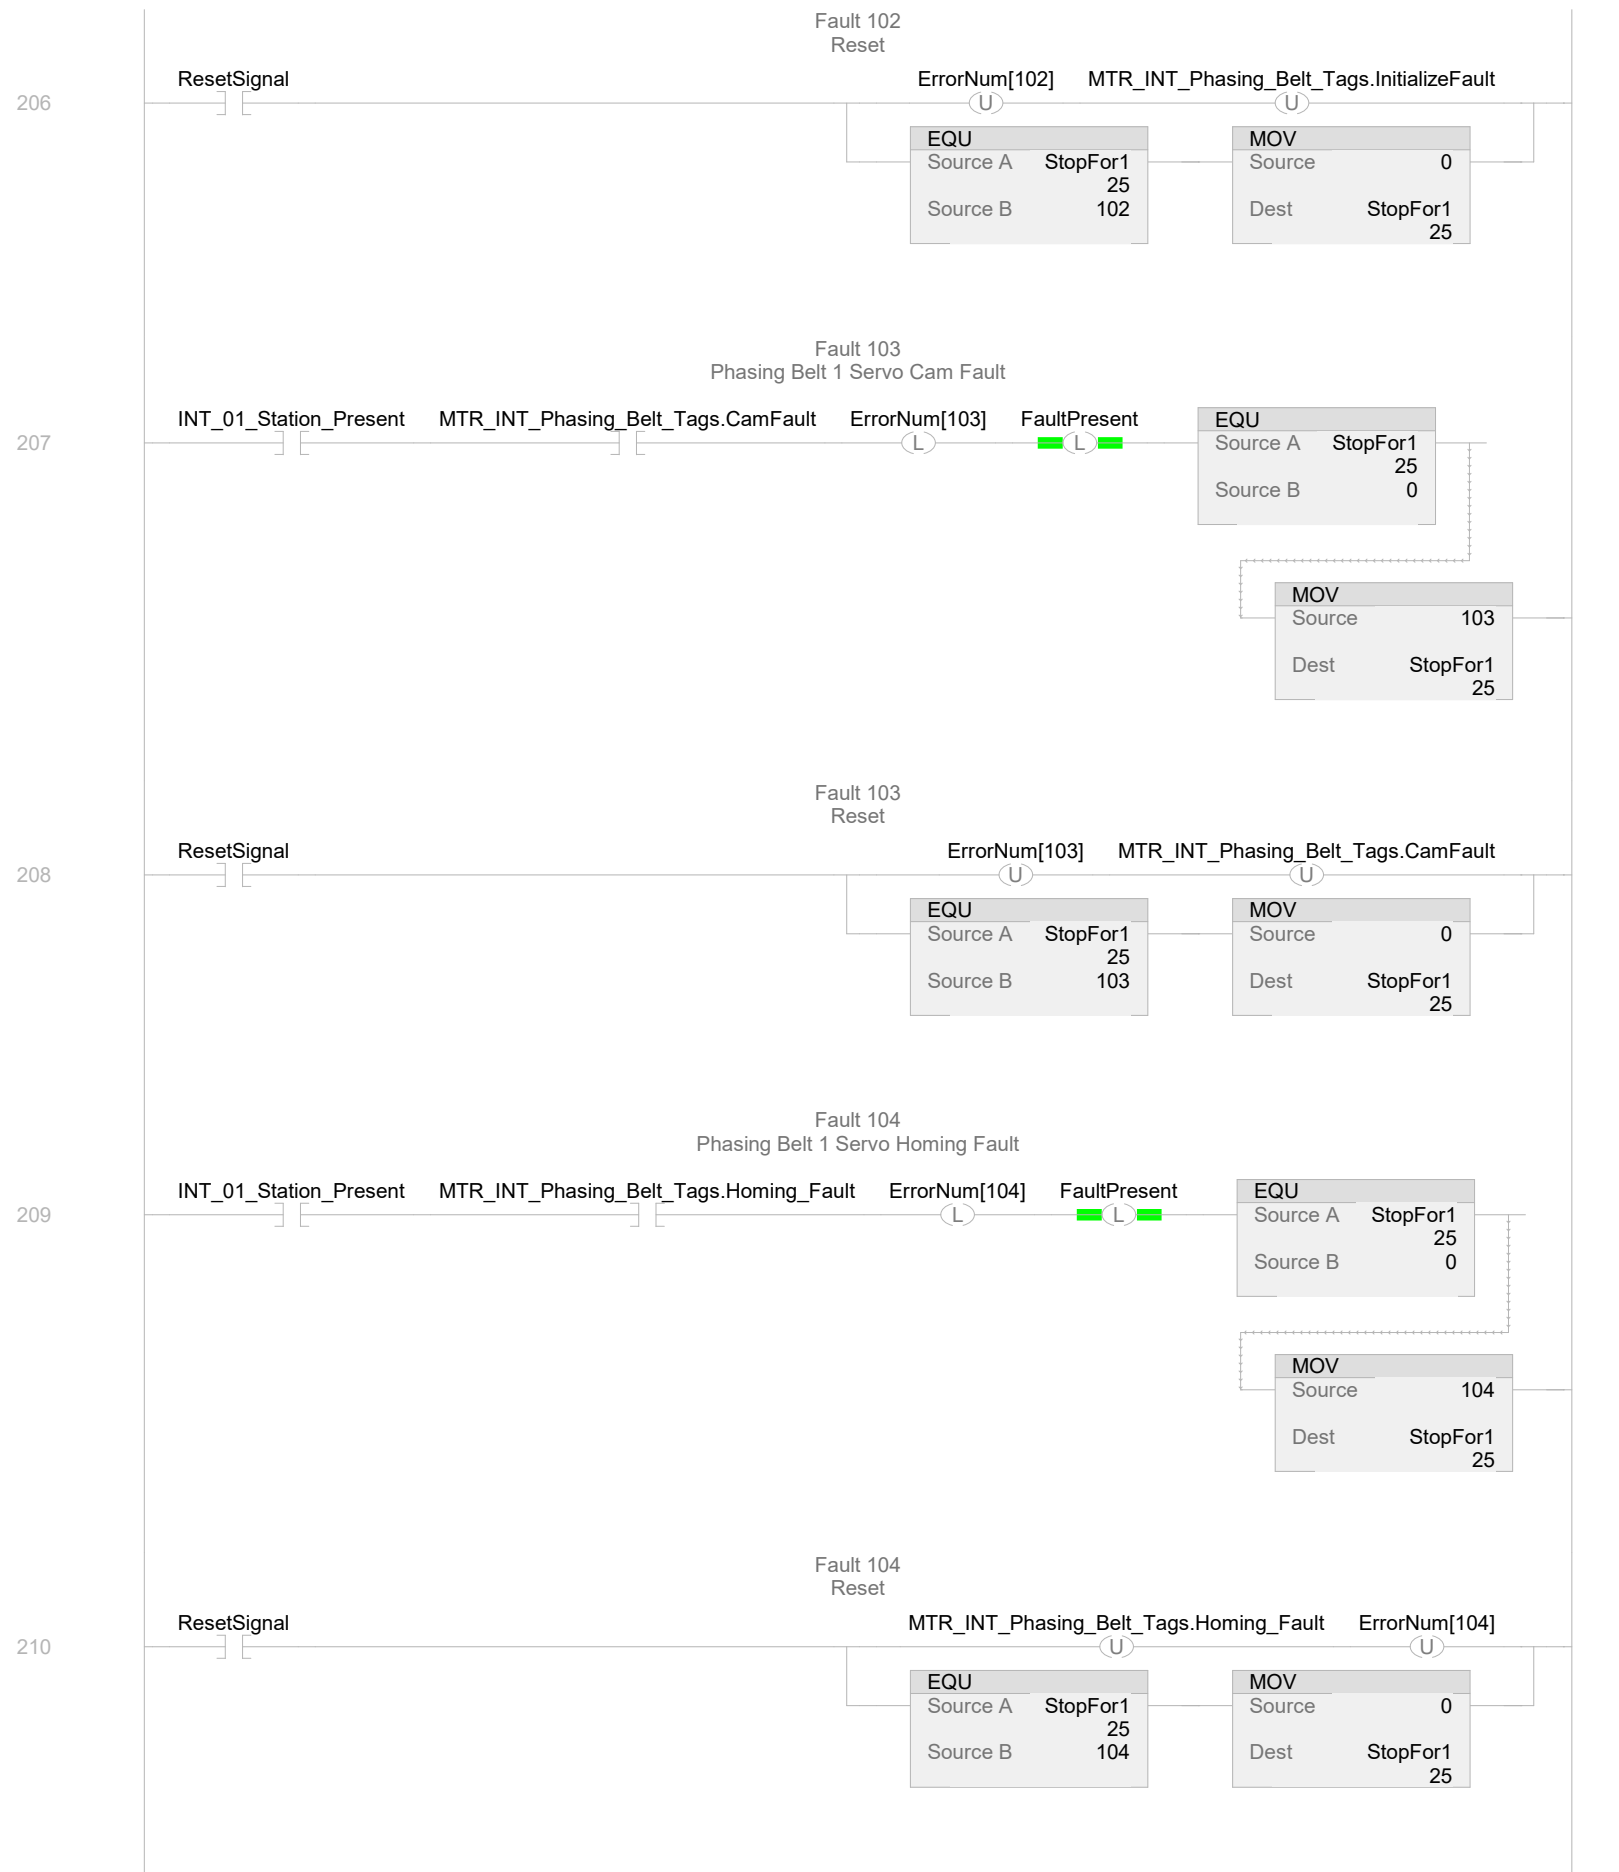 Fault 102
Reset
ResetSignal
ErrorNum[102]
MTR_INT_Phasing_Belt_Tags.InitializeFault
206
U
U
EQU
Source A StopFor1
25
Source B 102
MOV
Source 0
Dest StopFor1
25
Fault 103
Phasing Belt 1 Servo Cam Fault
INT_01_Station_Present
MTR_INT_Phasing_Belt_Tags.CamFault
ErrorNum[103]
FaultPresent
207
L
L
EQU
Source A StopFor1
25
Source B 0
MOV
Source 103
Dest StopFor1
25
Fault 103
Reset
ResetSignal
ErrorNum[103]
MTR_INT_Phasing_Belt_Tags.CamFault
208
U
U
EQU
Source A StopFor1
25
Source B 103
MOV
Source 0
Dest StopFor1
25
Fault 104
Phasing Belt 1 Servo Homing Fault
INT_01_Station_Present
MTR_INT_Phasing_Belt_Tags.Homing_Fault
ErrorNum[104]
FaultPresent
209
L
L
EQU
Source A StopFor1
25
Source B 0
MOV
Source 104
Dest StopFor1
25
Fault 104
Reset
ResetSignal
MTR_INT_Phasing_Belt_Tags.Homing_Fault
ErrorNum[104]
210
U
U
EQU
Source A StopFor1
25
Source B 104
MOV
Source 0
Dest StopFor1
25